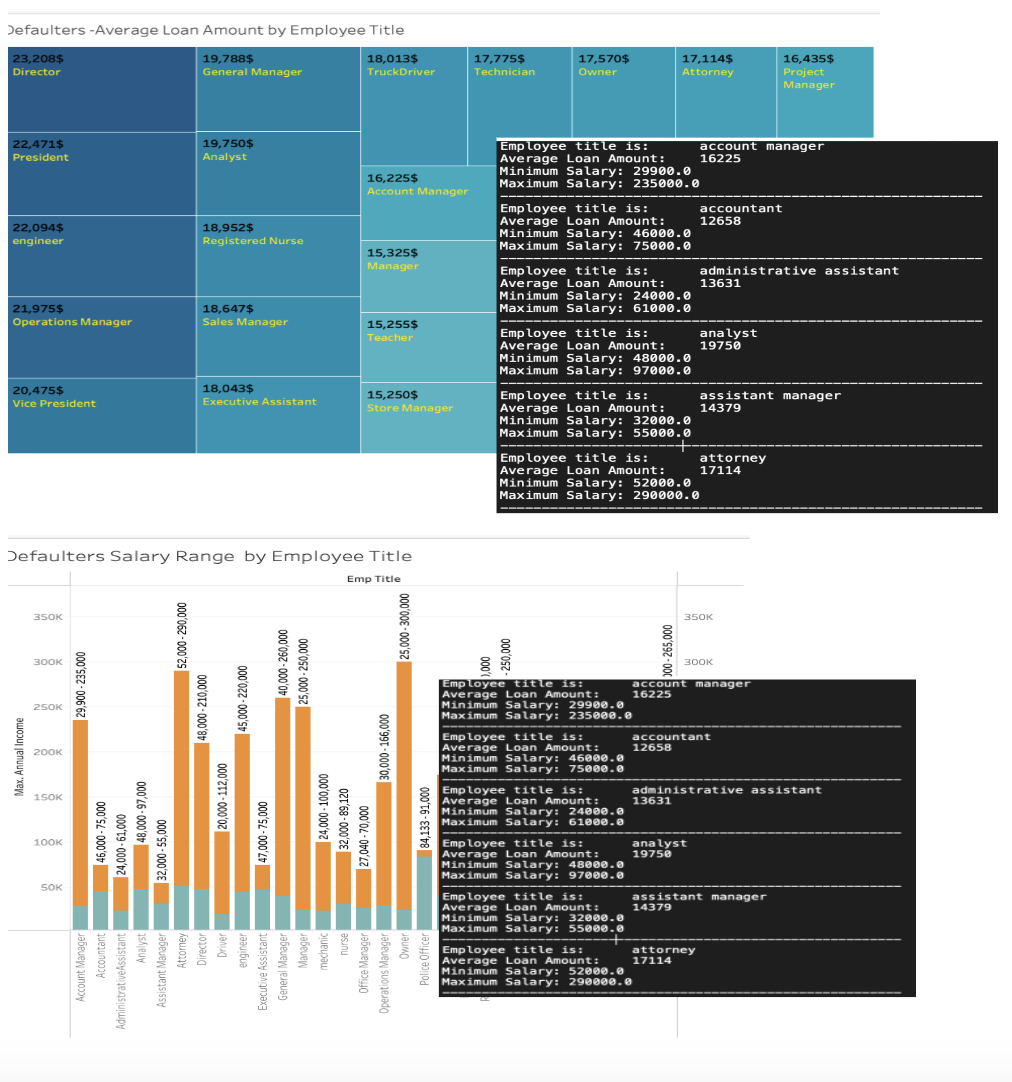 Defaulters -Average Loan Amount by Employee Title
23,208$
Director
19,788$
General Manager
18,013$
TruckDriver
17,775$
Technician
17,570$
Owner
17,114$
Attorney
16,435$
Project
Manager
22,471$
President
19,750$
Analyst
16,225$
Account Manager
22,094$
engineer
18,952$
Registered Nurse
15,325$
Manager
21,975$
Operations Manager
18,647$
Sales Manager
15,255$
Teacher
20,475$
Vice President
18,043$
Executive Assistant
15,250$
Store Manager
Employee title is: account manager
Average Loan Amount: 16225
Minimum Salary: 29900.0
Maximum Salary: 235000.0
Employee title is: accountant
Average Loan Amount: 12658
Minimum Salary: 46000.0
Maximum Salary: 75000.0
Employee title is: administrative assistant
Average Loan Amount: 13631
Minimum Salary: 24000.0
Maximum Salary: 61000.0
Employee title is: analyst
Average Loan Amount: 19750
Minimum Salary: 48000.0
Maximum Salary: 97000.0
Employee title is: assistant manager
Average Loan Amount: 14379
Minimum Salary: 32000.0
Maximum Salary: 55000.0
Employee title is: attorney
Average Loan Amount: 17114
Minimum Salary: 52000.0
Maximum Salary: 290000.0
Defaulters Salary Range by Employee Title
Emp Title
Max. Annual Income
350K
300K
250K
200K
150K
100K
50K
29,900 - 235,000
46,000 - 75,000
24,000 - 61,000
48,000 - 97,000
32,000 - 55,000
52,000 - 290,000
48,000 - 210,000
20,000 - 112,000
45,000 - 220,000
47,000 - 75,000
40,000 - 260,000
25,000 - 250,000
24,000 - 100,000
32,000 - 89,120
27,040 - 70,000
30,000 - 166,000
25,000 - 300,000
84,133 - 91,000
),000
- 250,000
00 - 265,000
350K
300K
Account Manager
Accountant
AdministrativeAssistant
Analyst
Assistant Manager
Attorney
Director
Driver
engineer
Executive Assistant
General Manager
Manager
mechanic
nurse
Office Manager
Operations Manager
Owner
Police Officer
Employee title is: account manager
Average Loan Amount: 16225
Minimum Salary: 29900.0
Maximum Salary: 235000.0
Employee title is: accountant
Average Loan Amount: 12658
Minimum Salary: 46000.0
Maximum Salary: 75000.0
Employee title is: administrative assistant
Average Loan Amount: 13631
Minimum Salary: 24000.0
Maximum Salary: 61000.0
Employee title is: analyst
Average Loan Amount: 19750
Minimum Salary: 48000.0
Maximum Salary: 97000.0
Employee title is: assistant manager
Average Loan Amount: 14379
Minimum Salary: 32000.0
Maximum Salary: 55000.0
Employee title is: attorney
Average Loan Amount: 17114
Minimum Salary: 52000.0
Maximum Salary: 290000.0